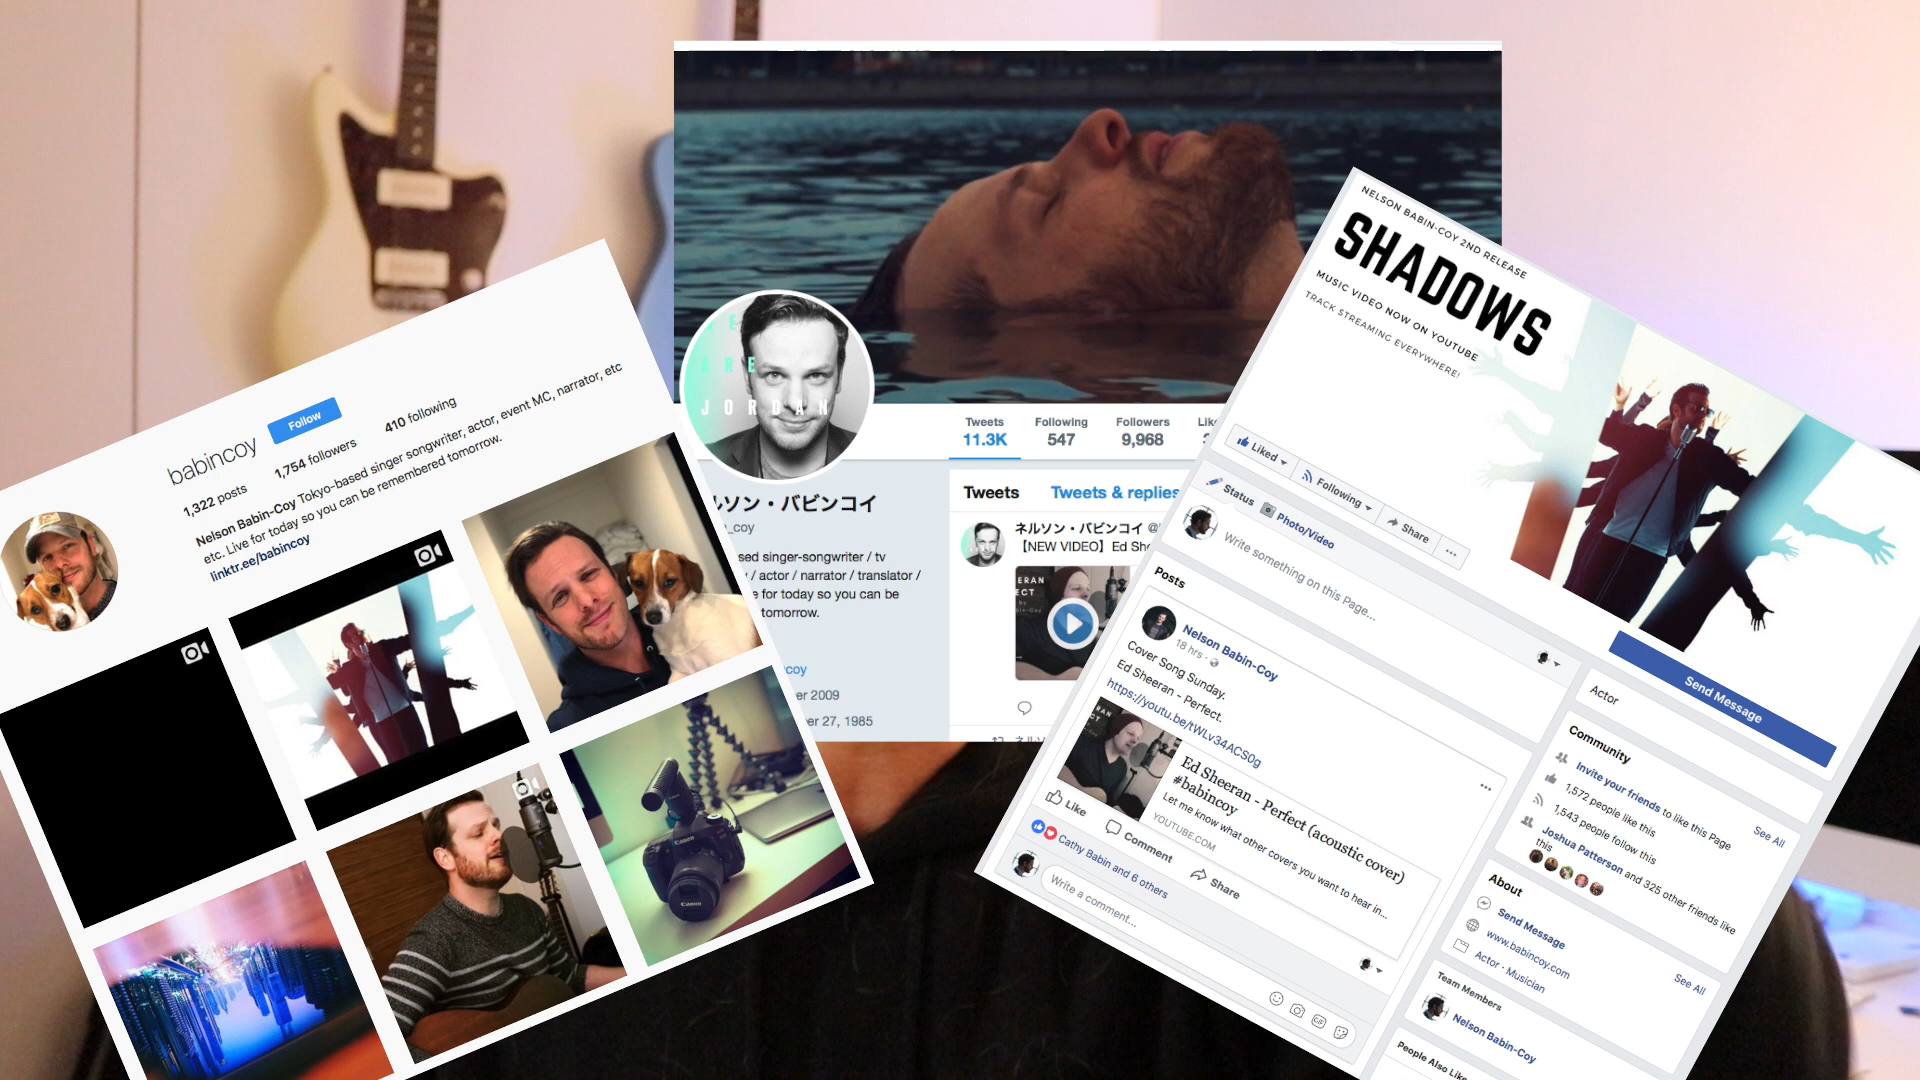 babincoy
Follow
1,322 posts
1,754 followers
410 following
Nelson Babin-Coy Tokyo-based singer songwriter, actor, event MC, narrator, etc
etc. Live for today so you can be remembered tomorrow.
linktr.ee/babincoy
Canon
Canon
ARE
JORDAN
Tweets
11.3K
Following
547
Followers
9,968
ルソン・バビンコイ
_coy
sed singer-songwriter / tv
/ actor / narrator / translator /
e for today so you can be
tomorrow.
coy
er 2009
er 27, 1985
Tweets
Tweets & replies
ネルソン・バビンコイ @
【NEW VIDEO】Ed She
ERAN
ECT
NELSON BABIN-COY 2ND RELEASE
SHADOWS
MUSIC VIDEO NOW ON YOUTUBE
TRACK STREAMING EVERYWHERE!
Liked
Following
Share
...
Status
Photo/Video
Write something on this Page...
Posts
Nelson Babin-Coy
18 hrs ·
Cover Song Sunday.
Ed Sheeran - Perfect.
https://youtu.be/tWLv34ACS0g
Ed Sheeran - Perfect (acoustic cover)
#babincoy
Let me know what other covers you want to hear in...
YOUTUBE.COM
Like
Comment
Share
Cathy Babin and 6 others
Write a comment...
GIF
Send Message
Actor
Community
See All
Invite your friends to like this Page
1,572 people like this
1,543 people follow this
Joshua Patterson and 325 other friends like
this
About
See All
Send Message
www.babincoy.com
Actor · Musician
Team Members
Nelson Babin-Coy
People Also Like